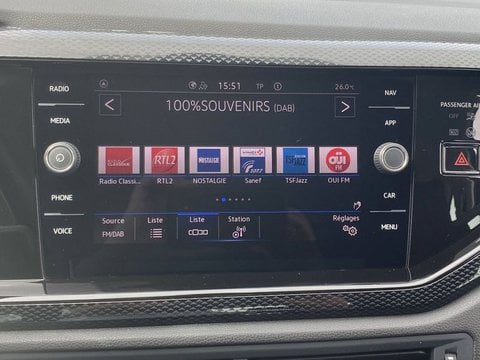 RADIO
MEDIA
PHONE
VOICE
15:51 TP 26.0°C
100%SOUVENIRS (DAB)
RTL2 NOSTALGIE TSFJAZZ OÜI FM
Radio Classi... RTL2 NOSTALGIE Sanef TSFJazz OUI FM
Source Liste Liste Station Réglages
FM/DAB
NAV
APP
CAR
MENU
PASSENGER AI
OFF